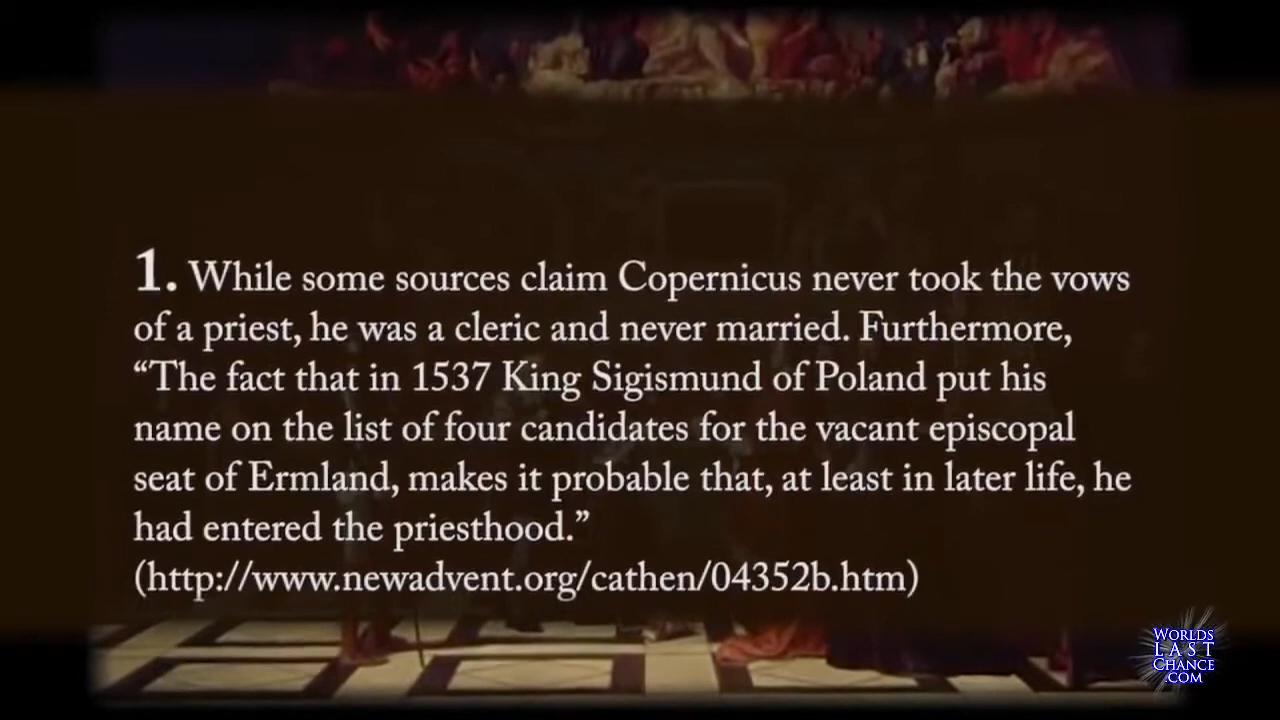 1. While some sources claim Copernicus never took the vows
of a priest, he was a cleric and never married. Furthermore,
“The fact that in 1537 King Sigismund of Poland put his
name on the list of four candidates for the vacant episcopal
seat of Ermland, makes it probable that, at least in later life, he
had entered the priesthood.”
(http://www.newadvent.org/cathen/04352b.htm)
WORLDS
LAST
CHANCE
.COM